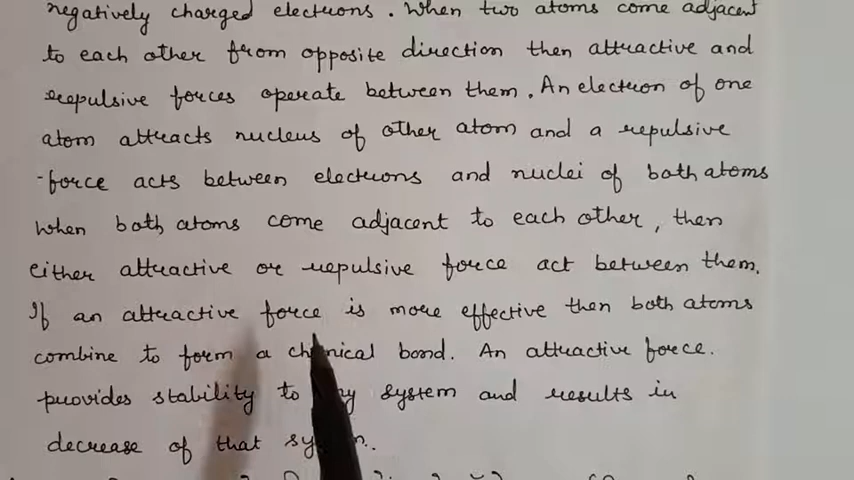 negatively charged electrons. When two atoms come adjacent
to each other from opposite direction then attractive and
repulsive forces operate between them. An electron of one
atom attracts nucleus of other atom and a repulsive
force acts between electrons and nuclei of both atoms
when both atoms come adjacent to each other, then
either attractive or repulsive force act between them.
If an attractive force is more effective then both atoms
combine to form a chemical bond. An attractive force.
provides stability to system and results in
decrease of that system.